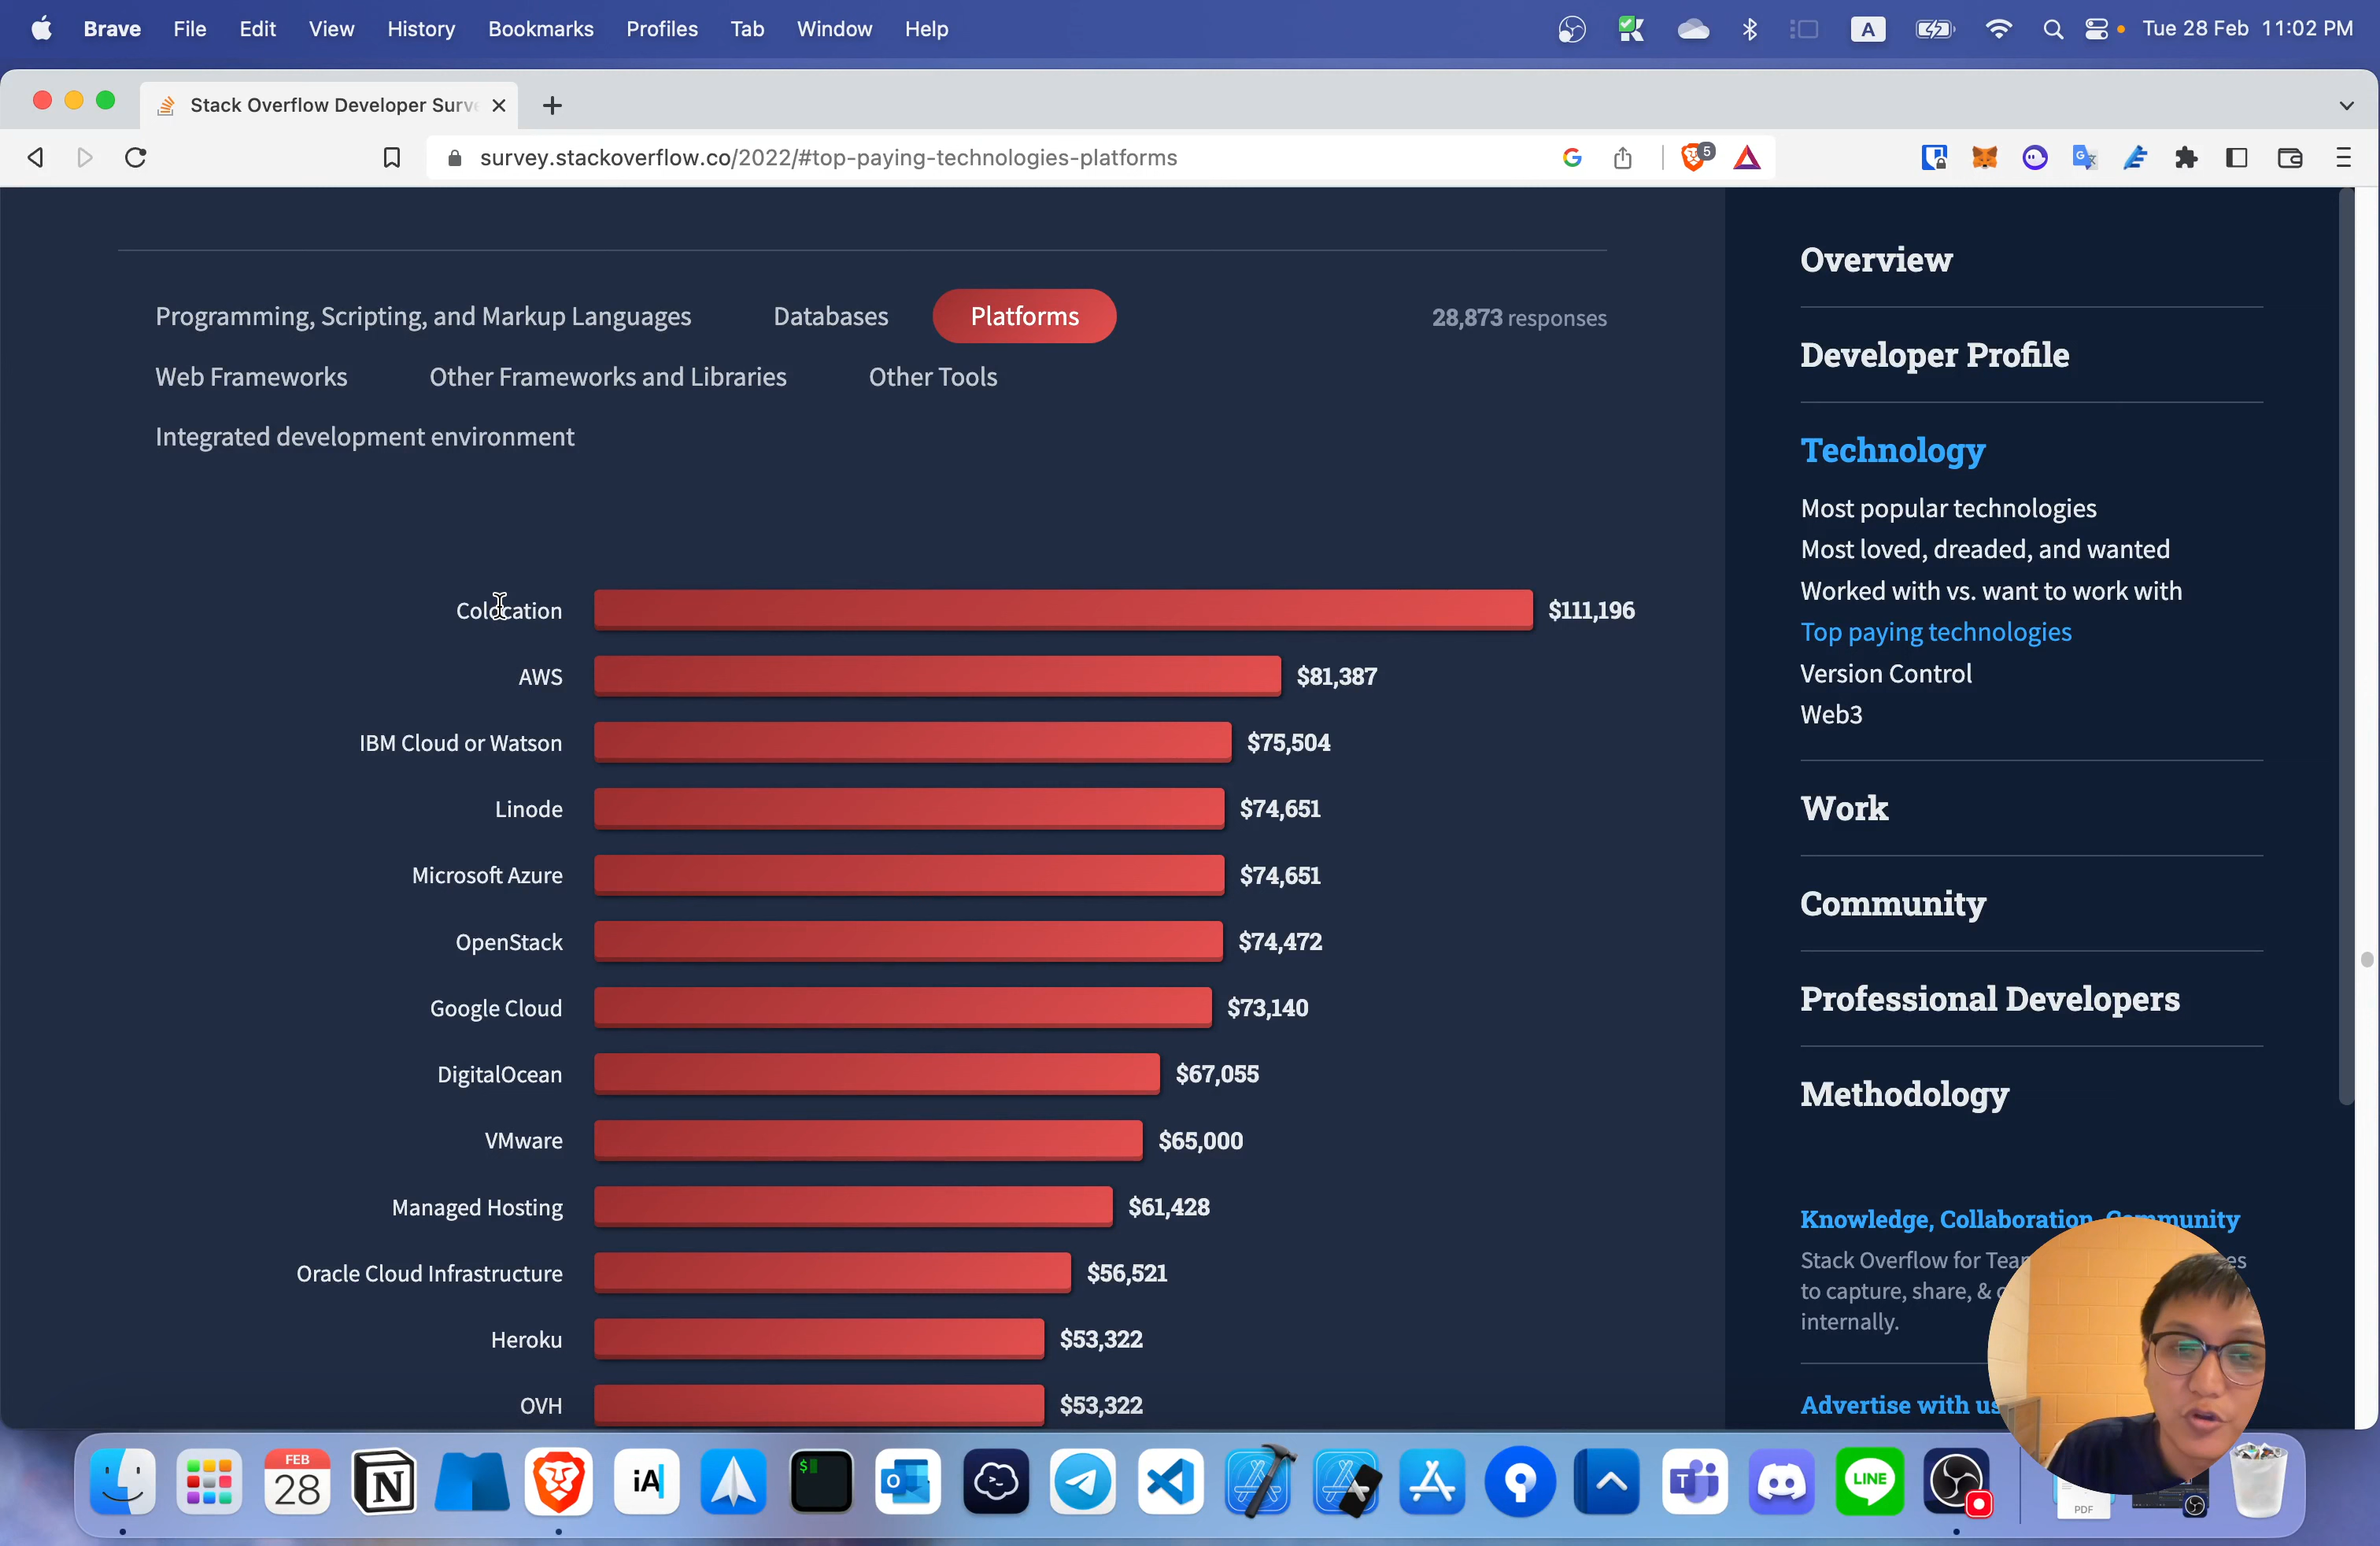 Brave File Edit View History Bookmarks Profiles Tab Window Help A Tue 28 Feb 11:02 PM
Stack Overflow Developer Surve
survey.stackoverflow.co/2022/#top-paying-technologies-platforms 5
Programming, Scripting, and Markup Languages Databases Platforms 28,873 responses
Web Frameworks Other Frameworks and Libraries Other Tools
Integrated development environment
Colocation $111,196
AWS $81,387
IBM Cloud or Watson $75,504
Linode $74,651
Microsoft Azure $74,651
OpenStack $74,472
Google Cloud $73,140
DigitalOcean $67,055
VMware $65,000
Managed Hosting $61,428
Oracle Cloud Infrastructure $56,521
Heroku $53,322
OVH $53,322
Overview
Developer Profile
Technology
Most popular technologies
Most loved, dreaded, and wanted
Worked with vs. want to work with
Top paying technologies
Version Control
Web3
Work
Community
Professional Developers
Methodology
Knowledge, Collaboration, Community
Stack Overflow for Tea es
to capture, share, &
internally.
Advertise with us
FEB
28
iA
$
LINE
PDF